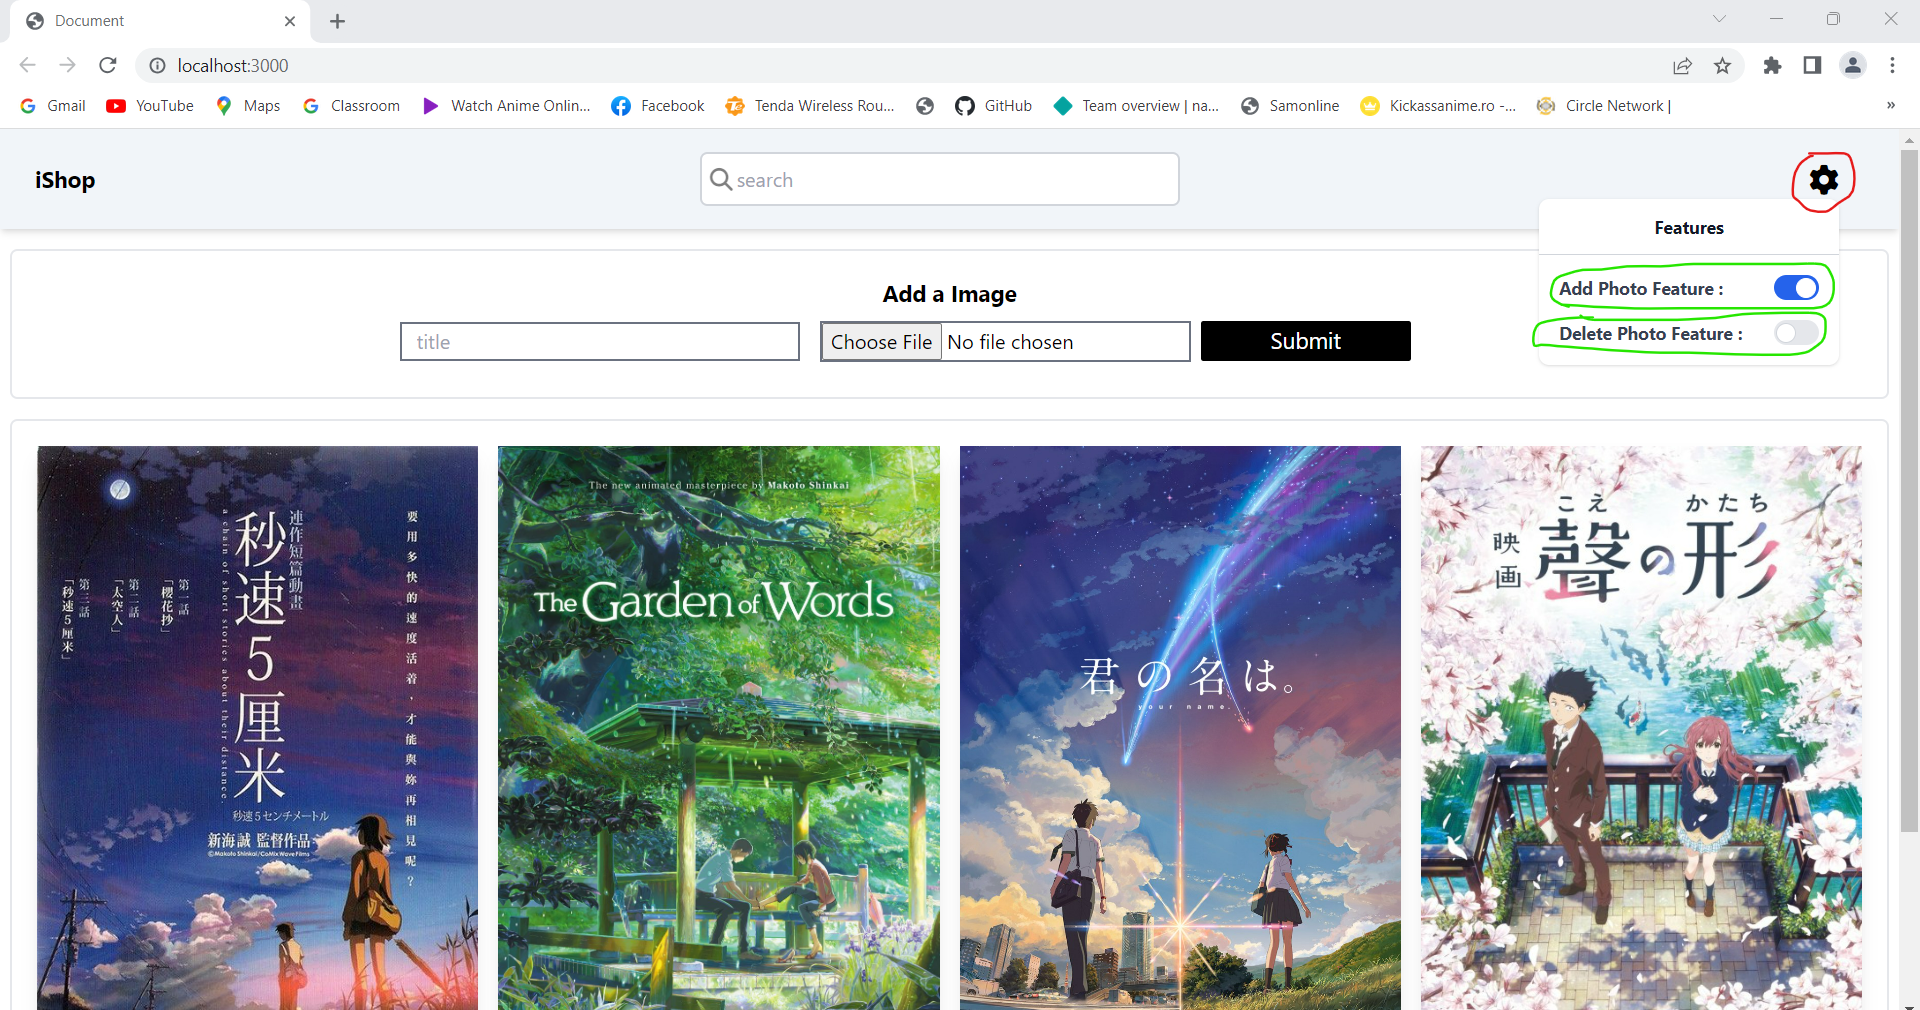 Document
localhost:3000
Gmail
YouTube
Maps
Classroom
Watch Anime Onlin...
Facebook
Tenda Wireless Rou...
GitHub
Team overview | na...
Samonline
Kickassanime.ro -...
Circle Network |
»
iShop
search
Features
Add Photo Feature :
Delete Photo Feature :
Add a Image
title
Choose File No file chosen
Submit
連作短篇動畫
秒速5厘米
a chain of short stories about their distance.
第一話
「櫻花抄」
第二話
「太空人」
第三話
「秒速5厘米」
要用多快的速度活着，才能與妳再相見呢？
秒速5センチメートル
新海誠 監督作品
©Makoto Shinkai/CoMix Wave Films
The new animated masterpiece by Makoto Shinkai
The Garden of Words
君の名は。
your name.
こえ かたち
映画 聲の形